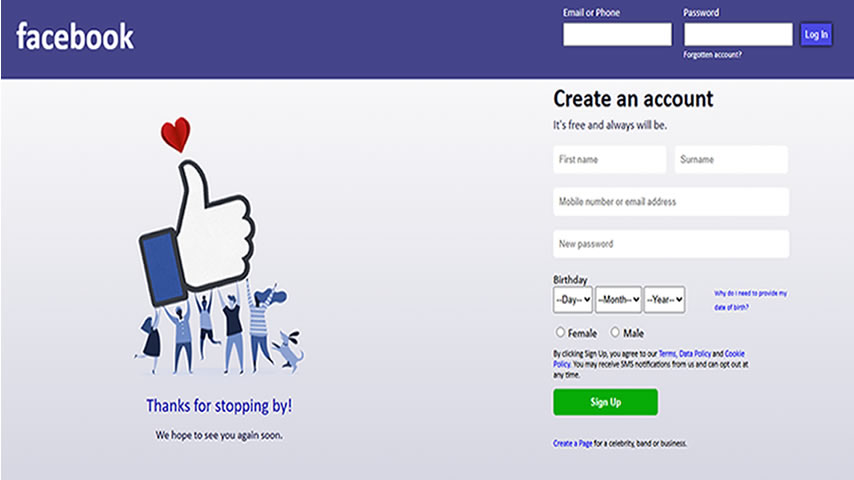 facebook
Email or Phone
Password
Log In
Forgotten account?
Create an account
It's free and always will be.
First name
Surname
Mobile number or email address
New password
Birthday
--Day--
--Month--
--Year--
Why do I need to provide my
date of birth?
Female
Male
By clicking Sign Up, you agree to our Terms, Data Policy and Cookie
Policy. You may receive SMS notifications from us and can opt out at
any time.
Sign Up
Create a Page for a celebrity, band or business.
Thanks for stopping by!
We hope to see you again soon.